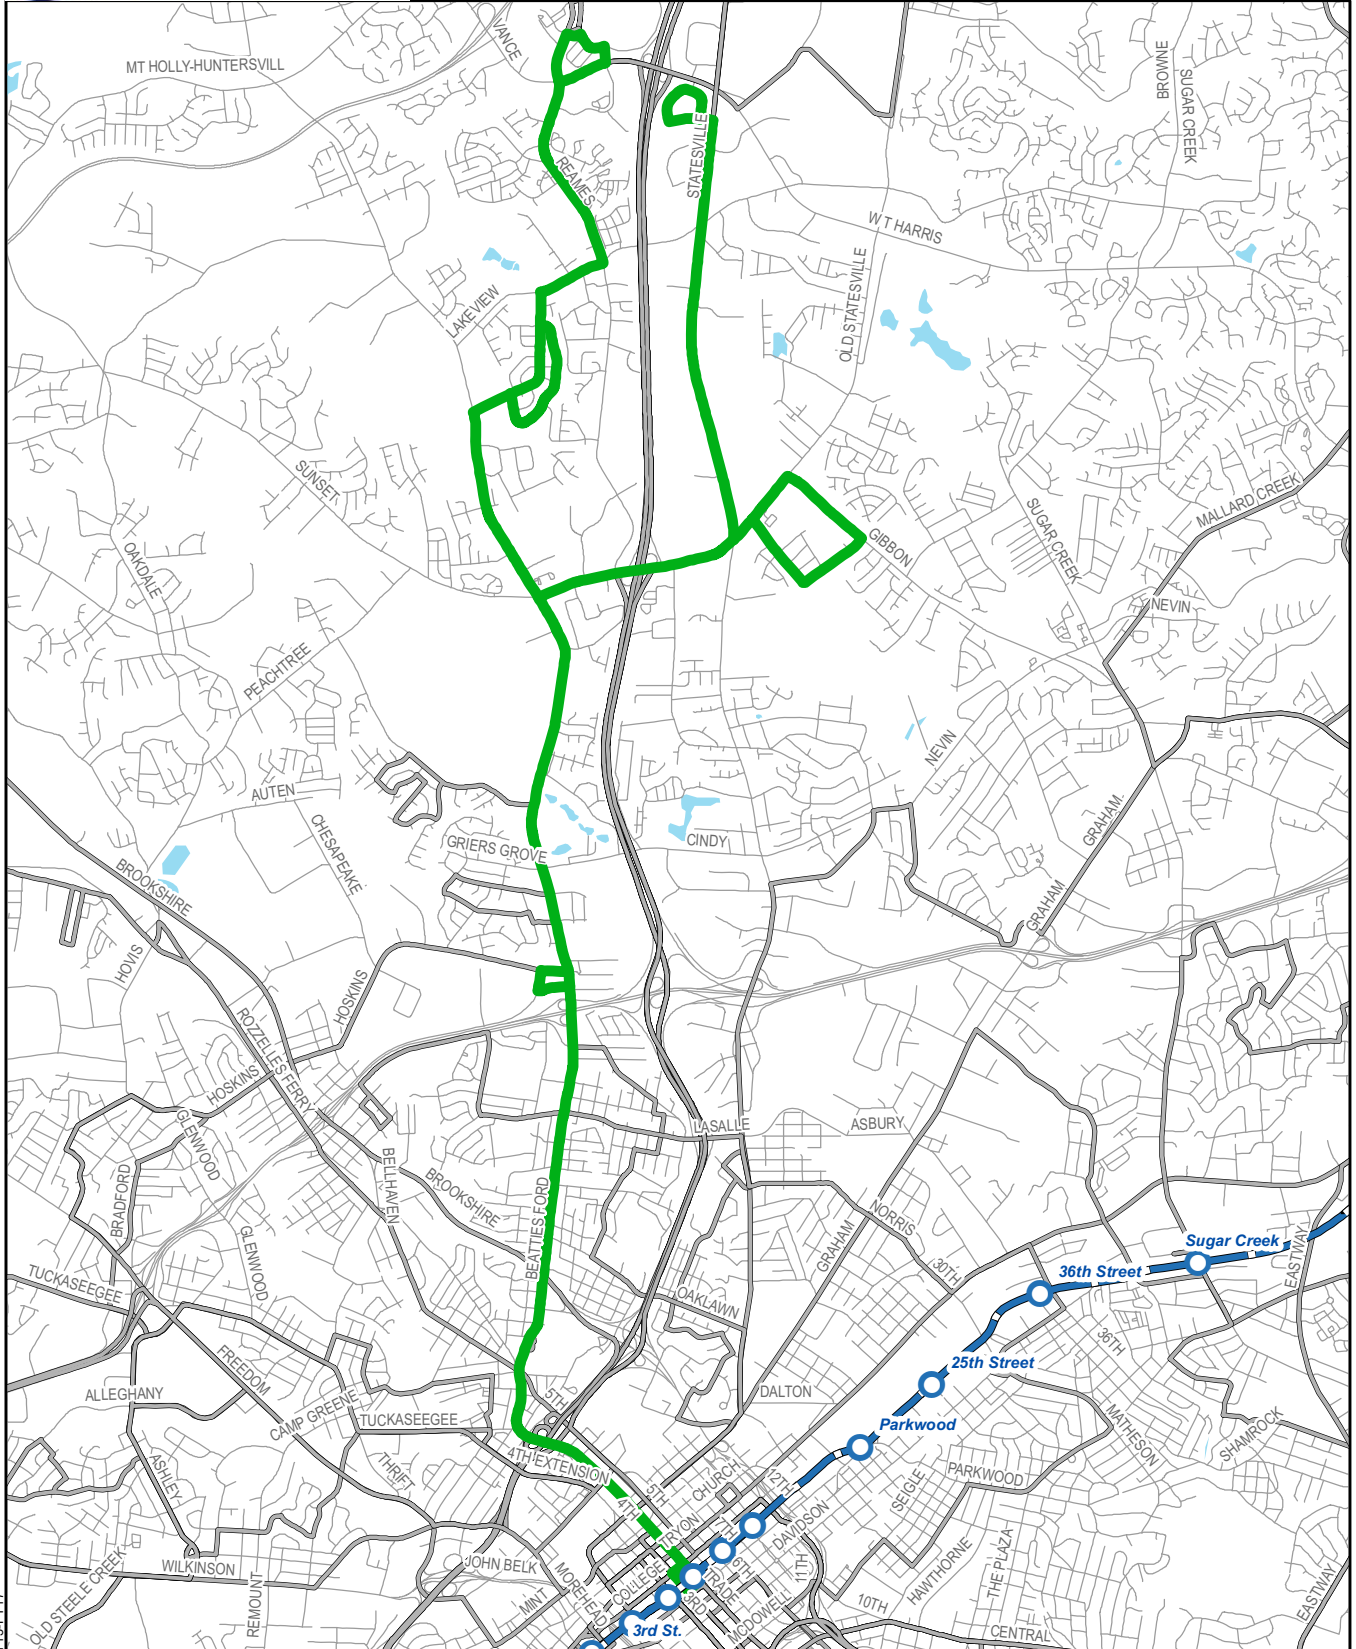 VANCE
MT HOLLY-HUNTERSVILL
BROWNE
SUGAR CREEK
STATESVILLE
REAMES
W T HARRIS
OLD STATESVILLE
LAKEVIEW
SUNSET
MALLARD CREEK
SUGAR CREEK
GIBBON
OAKDALE
NEVIN
PEACHTREE
NEVIN
AUTEN
GRAHAM
CHESAPEAKE
CINDY
GRIERS GROVE
BROOKSHIRE
GRAHAM
HOVIS
HOSKINS
ROZZELLES FERRY
HOSKINS
GLENWOOD
LASALLE
ASBURY
BELLHAVEN
BRADFORD
BROOKSHIRE
BEATTIES FORD
NORRIS
GRAHAM
Sugar Creek
EASTWAY
GLENWOOD
30TH
36th Street
TUCKASEEGEE
OAKLAWN
36TH
25th Street
FREEDOM
ALLEGHANY
5TH
DALTON
CAMP GREENE
TUCKASEEGEE
Parkwood
MATHESON
SHAMROCK
4TH EXTENSION
ASHLEY
THRIFT
CHURCH
12TH
PARKWOOD
SEIGLE
5TH
4TH
TRYON
7TH
DAVIDSON
WILKINSON
JOHN BELK
6TH
11TH
HAWTHORNE
THE PLAZA
OLD STEELE CREEK
REMOUNT
MINT
MOREHEAD
COLLEGE
TRADE
3RD
MCDOWELL
10TH
EASTWAY
3rd St.
CENTRAL